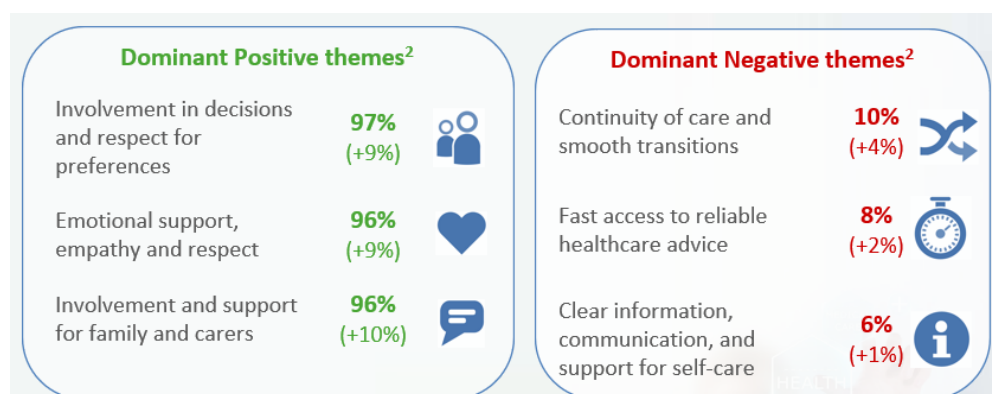 Dominant Positive themes²
Involvement in decisions
and respect for
preferences
97%
(+9%)
Emotional support,
empathy and respect
96%
(+9%)
Involvement and support
for family and carers
96%
(+10%)
Dominant Negative themes²
Continuity of care and
smooth transitions
10%
(+4%)
Fast access to reliable
healthcare advice
8%
(+2%)
Clear information,
communication, and
support for self-care
6%
(+1%)
HEALTH